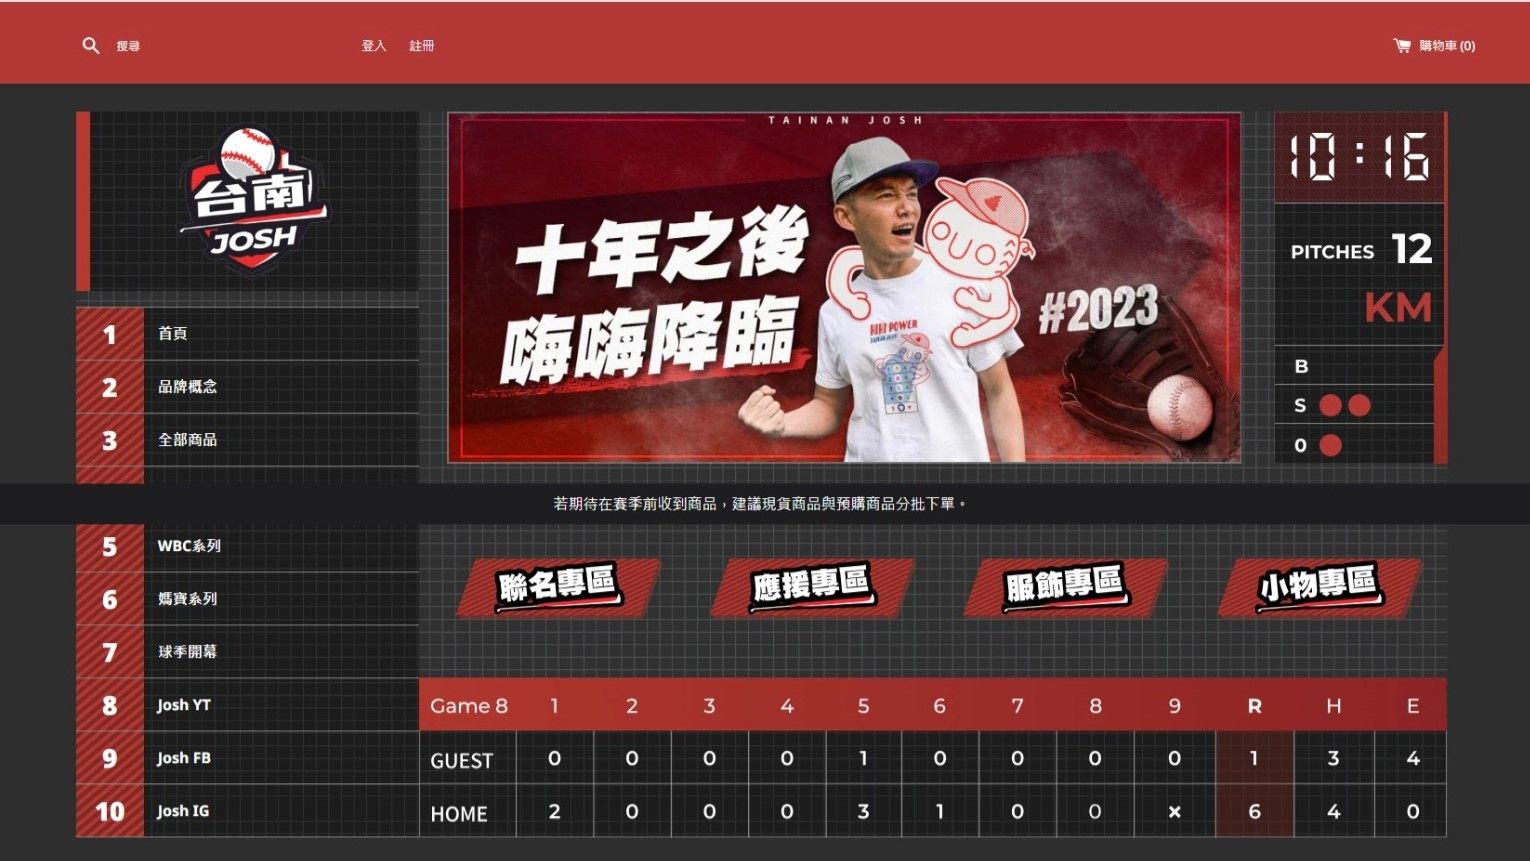 搜尋
登入
註冊
購物車 (0)
台南
JOSH
TAINAN JOSH
十年之後
嗨嗨降臨
#2023
HIHI POWER
TAINAN JOSH
10:16
PITCHES 12
KM
B
S
O
1 首頁
2 品牌概念
3 全部商品
若期待在賽季前收到商品，建議現貨商品與預購商品分批下單。
5 WBC系列
6 媽寶系列
7 球季開幕
8 Josh YT
9 Josh FB
10 Josh IG
聯名專區
應援專區
服飾專區
小物專區
Game 8 1 2 3 4 5 6 7 8 9 R H E
GUEST 0 0 0 0 1 0 0 0 0 1 3 4
HOME 2 0 0 0 3 1 0 0 × 6 4 0